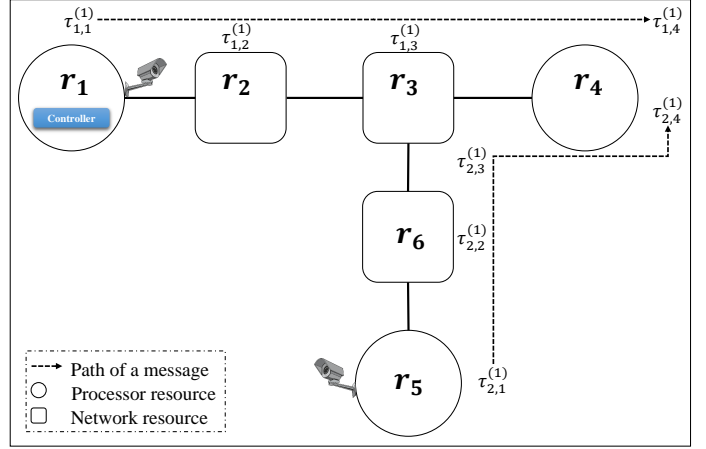 τ_{1,1}^{(1)} τ_{1,4}^{(1)}
τ_{1,2}^{(1)} τ_{1,3}^{(1)}
r_1 r_2 r_3 r_4
Controller
τ_{2,4}^{(1)}
τ_{2,3}^{(1)}
r_6 τ_{2,2}^{(1)}
r_5 τ_{2,1}^{(1)}
Path of a message
Processor resource
Network resource